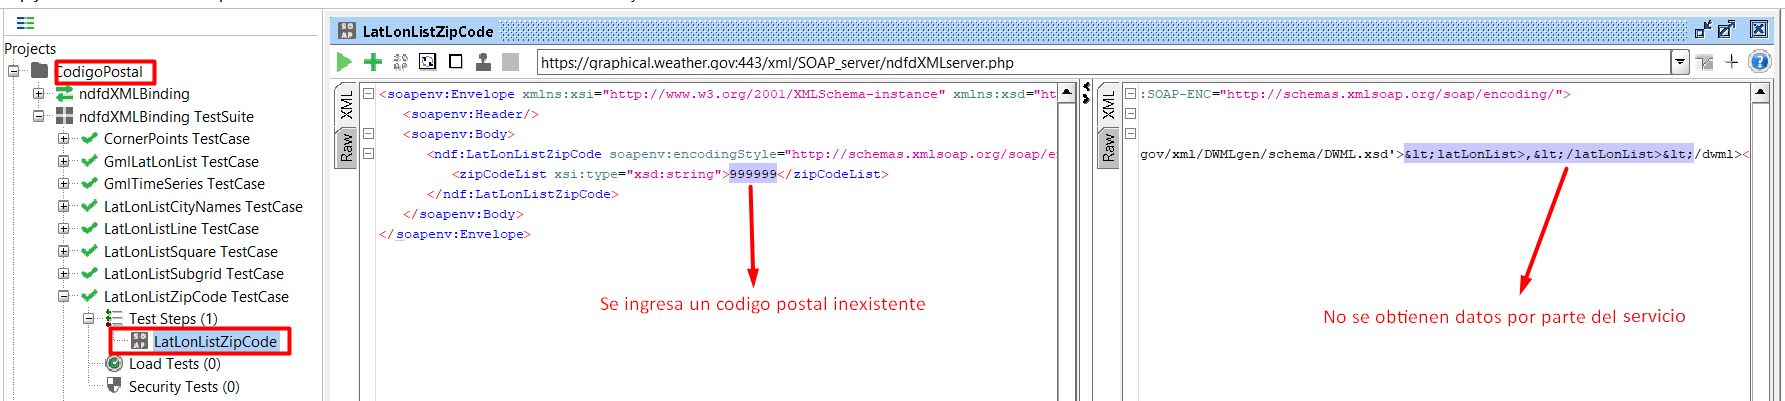 Projects
CodigoPostal
ndfdXMLBinding
ndfdXMLBinding TestSuite
CornerPoints TestCase
GmlLatLonList TestCase
GmlTimeSeries TestCase
LatLonListCityNames TestCase
LatLonListLine TestCase
LatLonListSquare TestCase
LatLonListSubgrid TestCase
LatLonListZipCode TestCase
Test Steps (1)
LatLonListZipCode
Load Tests (0)
Security Tests (0)
LatLonListZipCode
https://graphical.weather.gov:443/xml/SOAP_server/ndfdXMLserver.php
XML
Raw
<soapenv:Envelope xmlns:xsi="http://www.w3.org/2001/XMLSchema-instance" xmlns:xsd="ht
<soapenv:Header/>
<soapenv:Body>
<ndf:LatLonListZipCode soapenv:encodingStyle="http://schemas.xmlsoap.org/soap/e
<zipCodeList xsi:type="xsd:string">999999</zipCodeList>
</ndf:LatLonListZipCode>
</soapenv:Body>
</soapenv:Envelope>
Se ingresa un codigo postal inexistente
XML
Raw
:SOAP-ENC="http://schemas.xmlsoap.org/soap/encoding/">
gov/xml/DWMLgen/schema/DWML.xsd'>&lt;latLonList>,&lt;/latLonList>&lt;/dwml><
No se obtienen datos por parte del servicio